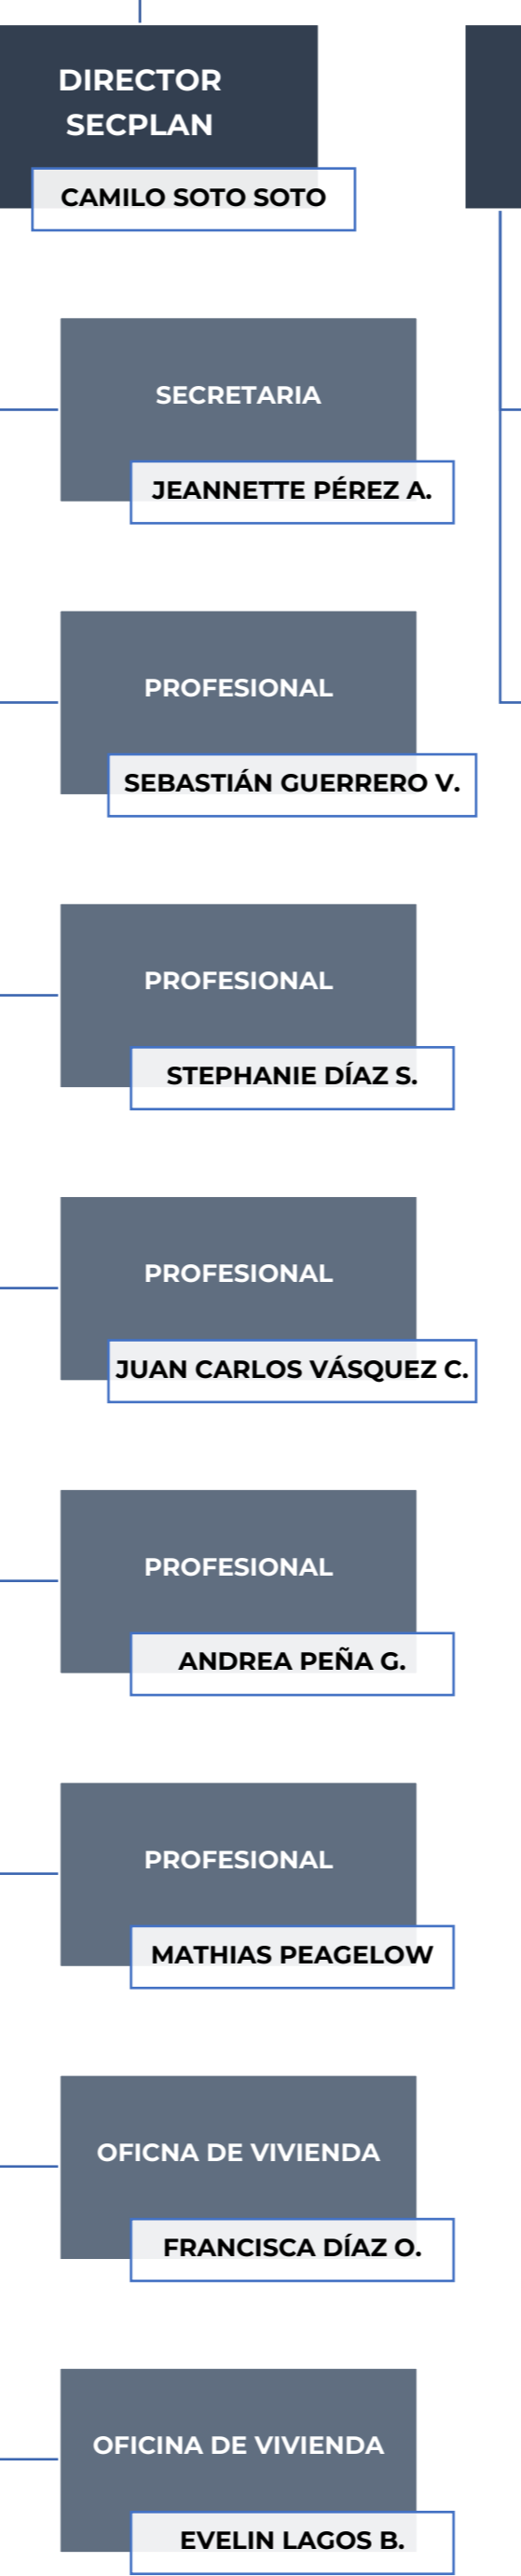 DIRECTOR
SECPLAN
CAMILO SOTO SOTO
SECRETARIA
JEANNETTE PÉREZ A.
PROFESIONAL
SEBASTIÁN GUERRERO V.
PROFESIONAL
STEPHANIE DÍAZ S.
PROFESIONAL
JUAN CARLOS VÁSQUEZ C.
PROFESIONAL
ANDREA PEÑA G.
PROFESIONAL
MATHIAS PEAGELOW
OFICNA DE VIVIENDA
FRANCISCA DÍAZ O.
OFICINA DE VIVIENDA
EVELIN LAGOS B.